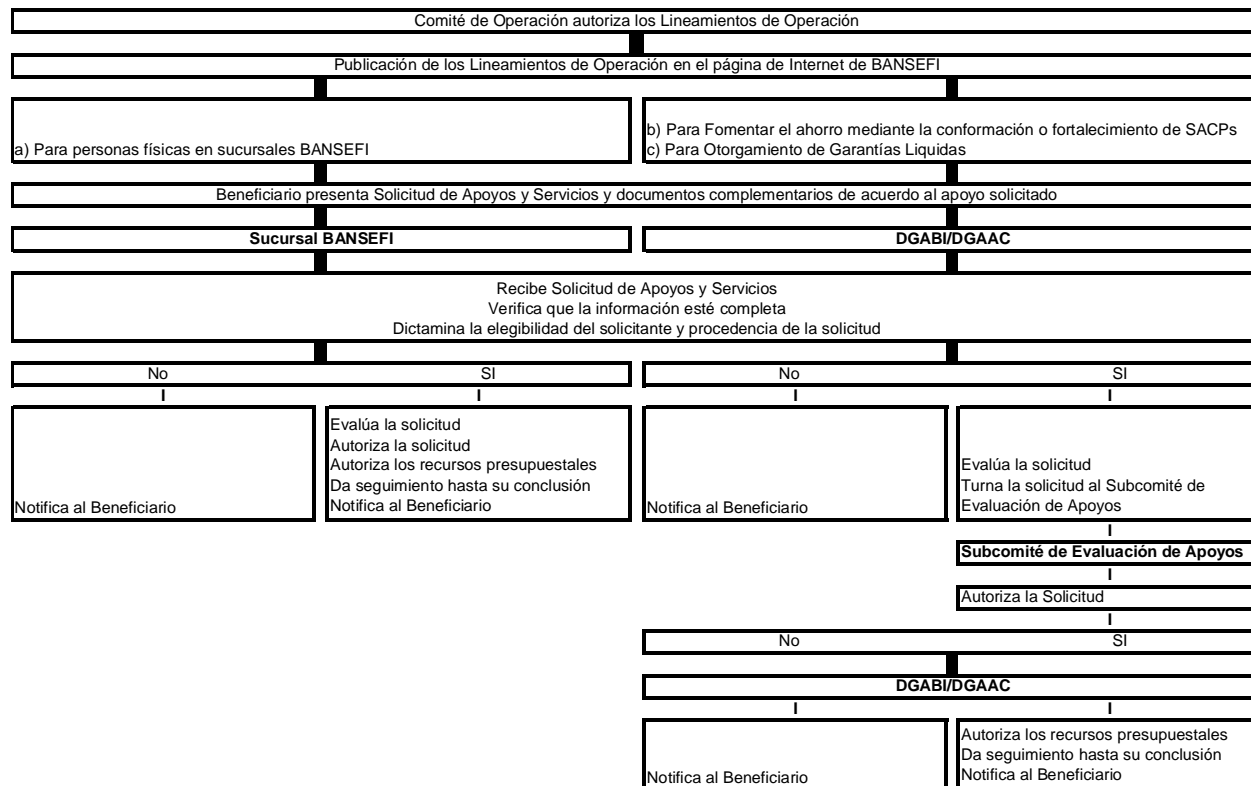 Comité de Operación autoriza los Lineamientos de Operación
Publicación de los Lineamientos de Operación en el página de Internet de BANSEFI
a) Para personas físicas en sucursales BANSEFI
b) Para Fomentar el ahorro mediante la conformación o fortalecimiento de SACPs
c) Para Otorgamiento de Garantías Liquidas
Beneficiario presenta Solicitud de Apoyos y Servicios y documentos complementarios de acuerdo al apoyo solicitado
Sucursal BANSEFI
DGABI/DGAAC
Recibe Solicitud de Apoyos y Servicios
Verifica que la información esté completa
Dictamina la elegibilidad del solicitante y procedencia de la solicitud
No
SI
No
SI
Notifica al Beneficiario
Evalúa la solicitud
Autoriza la solicitud
Autoriza los recursos presupuestales
Da seguimiento hasta su conclusión
Notifica al Beneficiario
Notifica al Beneficiario
Evalúa la solicitud
Turna la solicitud al Subcomité de
Evaluación de Apoyos
Subcomité de Evaluación de Apoyos
Autoriza la Solicitud
No
SI
DGABI/DGAAC
Notifica al Beneficiario
Autoriza los recursos presupuestales
Da seguimiento hasta su conclusión
Notifica al Beneficiario